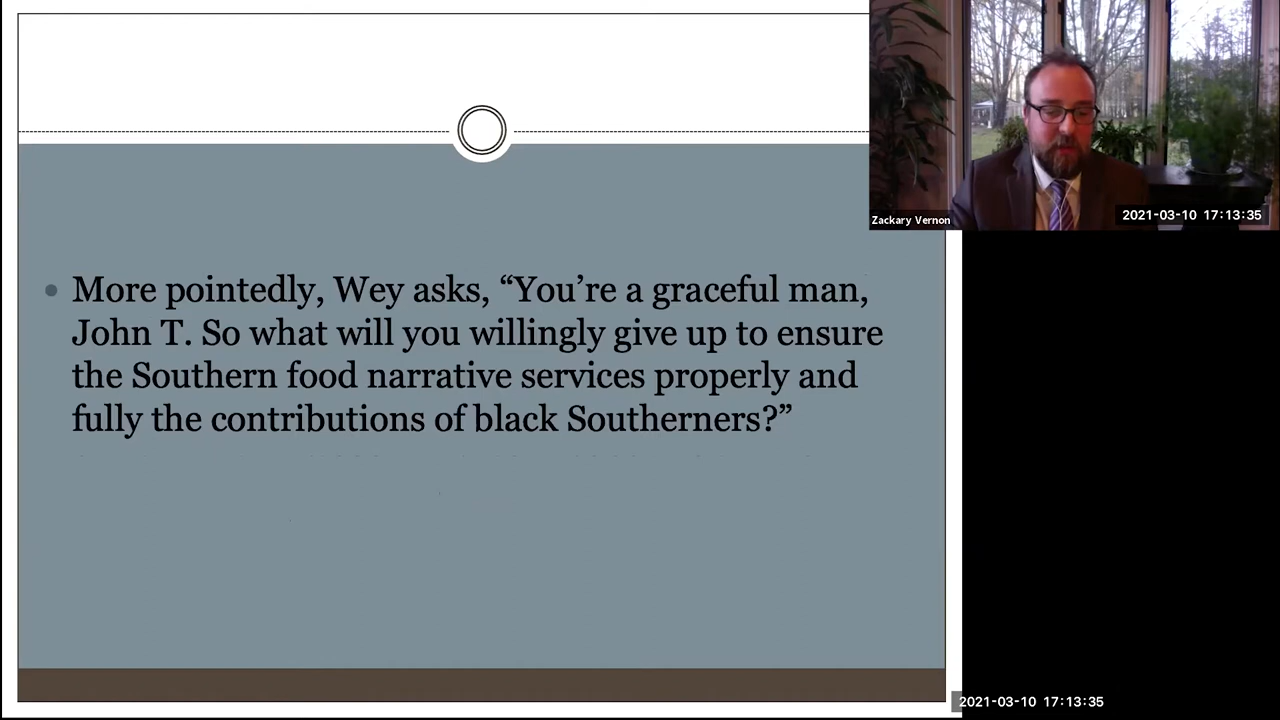 • More pointedly, Wey asks, “You’re a graceful man,
John T. So what will you willingly give up to ensure
the Southern food narrative services properly and
fully the contributions of black Southerners?”
Zackary Vernon
2021-03-10 17:13:35
2021-03-10 17:13:35